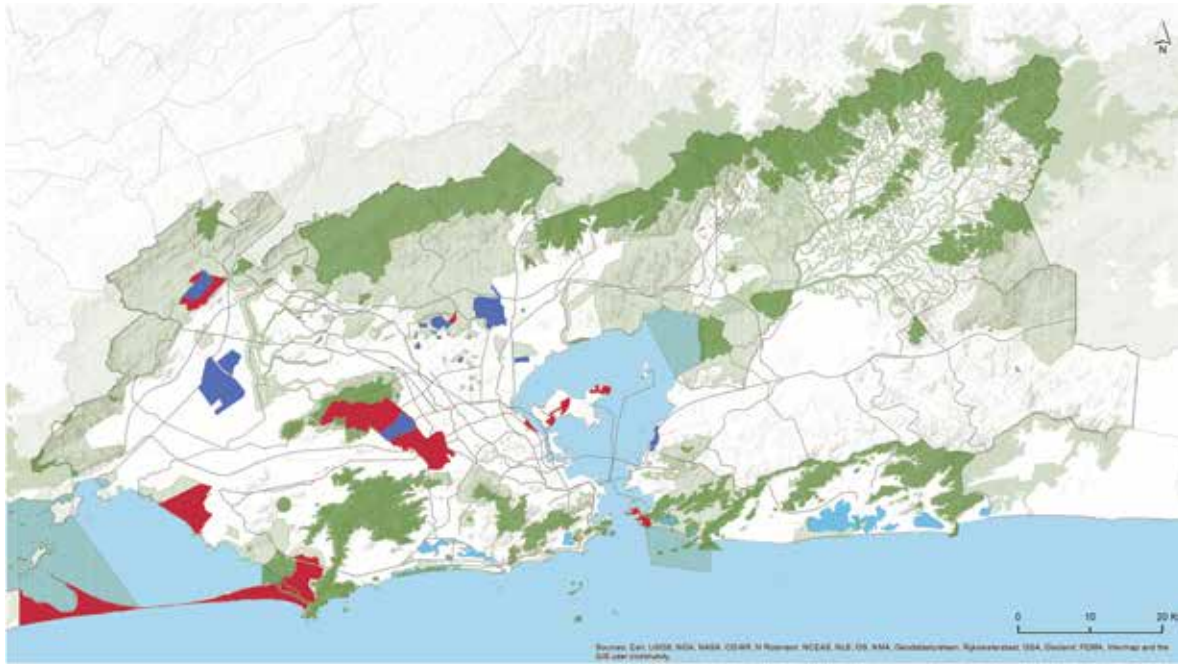 N
0 10 20 K
Sources: Esri, USGS, NGA, NASA, CGIAR, N Robinson, NCEAS, NLS, OS, NMA, Geodatastyrelsen, Rijkswaterstaat, GSA, Geoland, FEMA, Intermap and the
GIS user community